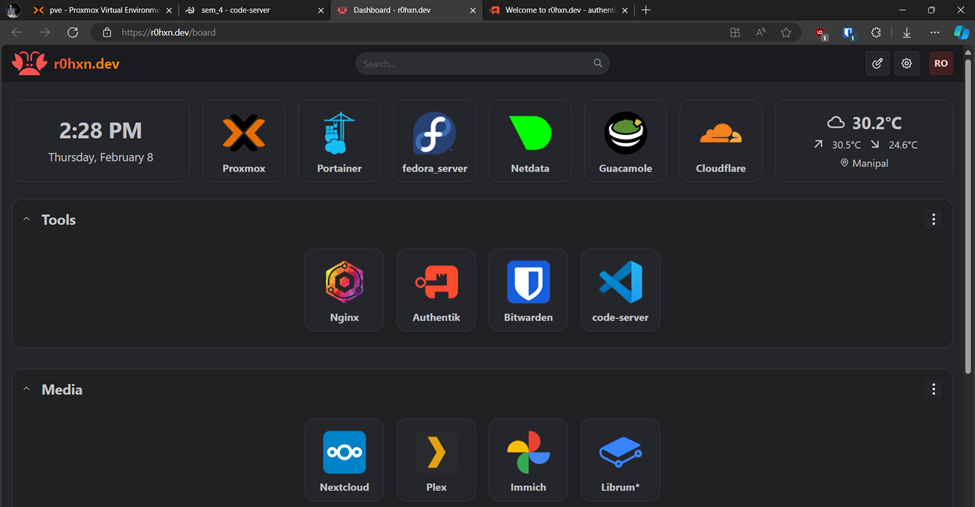 pve - Proxmox Virtual Environme
sem_4 - code-server
Dashboard - r0hxn.dev
Welcome to r0hxn.dev - authenti
https://r0hxn.dev/board
r0hxn.dev
Search...
RO
2:28 PM
Thursday, February 8
Proxmox
Portainer
fedora_server
Netdata
Guacamole
Cloudflare
30.2°C
30.5°C 24.6°C
Manipal
Tools
Nginx
Authentik
Bitwarden
code-server
Media
Nextcloud
Plex
Immich
Librum*